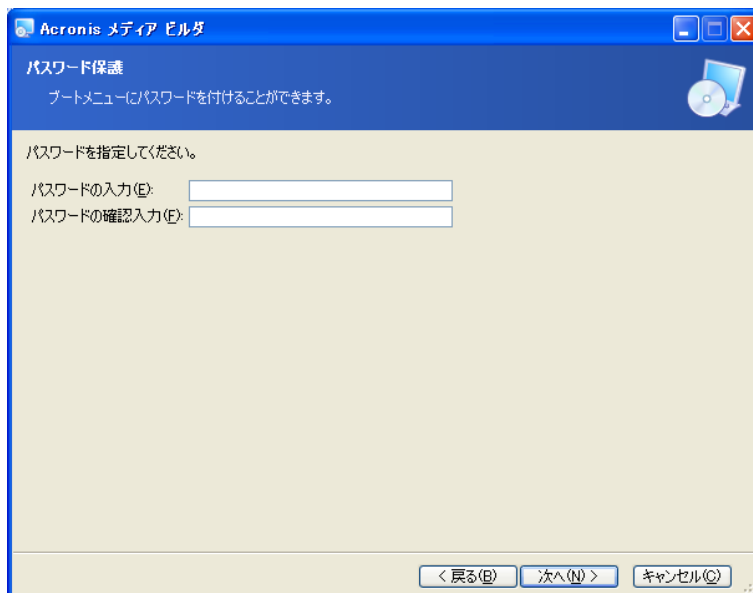 Acronis メディア ビルダ
パスワード保護
ブートメニューにパスワードを付けることができます。
パスワードを指定してください。
パスワードの入力(E):
パスワードの確認入力(F):
< 戻る(B)
次へ(N) >
キャンセル(C)